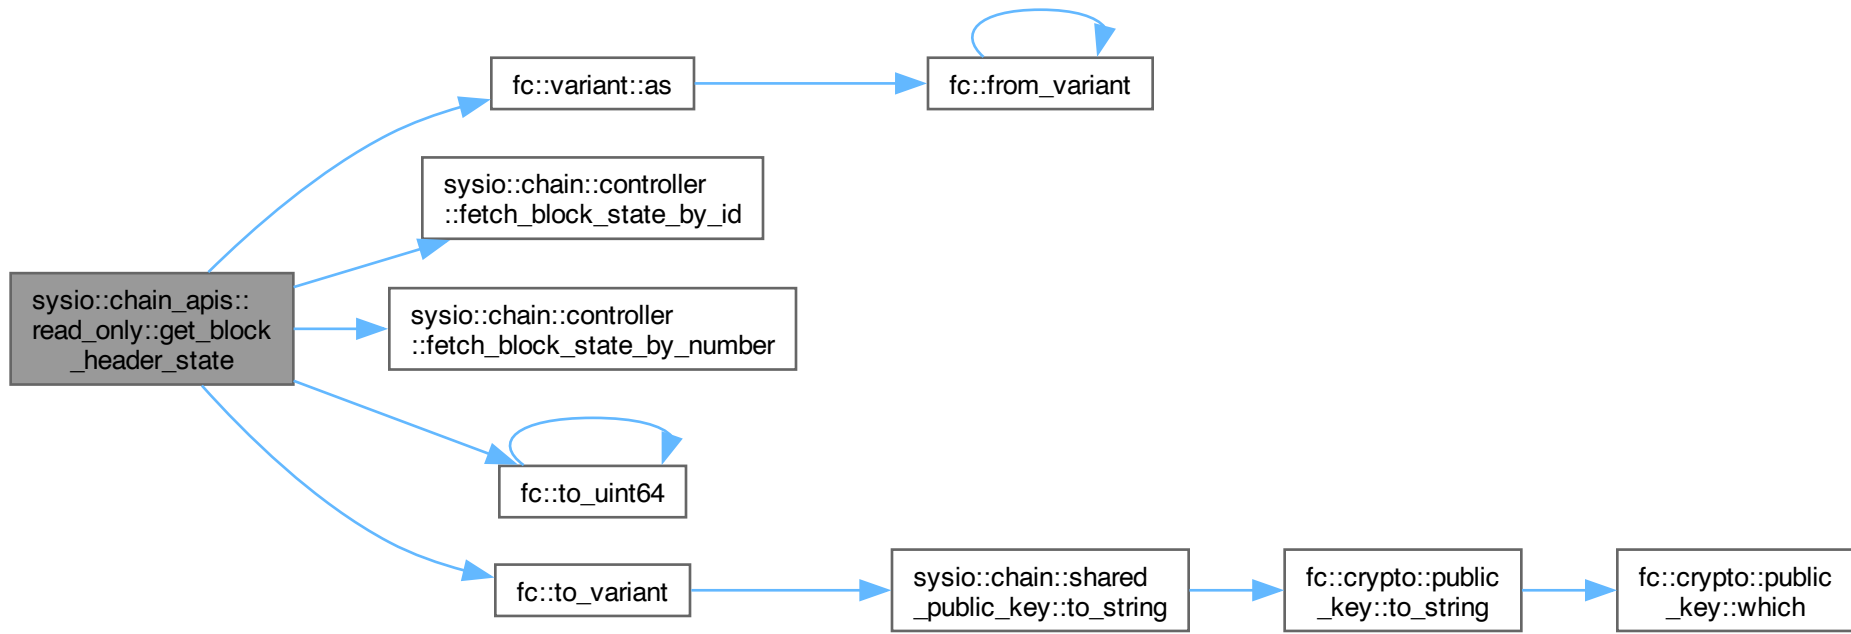 fc::variant::as
fc::from_variant
sysio::chain::controller
::fetch_block_state_by_id
sysio::chain_apis::
read_only::get_block
_header_state
sysio::chain::controller
::fetch_block_state_by_number
fc::to_uint64
fc::to_variant
sysio::chain::shared
_public_key::to_string
fc::crypto::public
_key::to_string
fc::crypto::public
_key::which